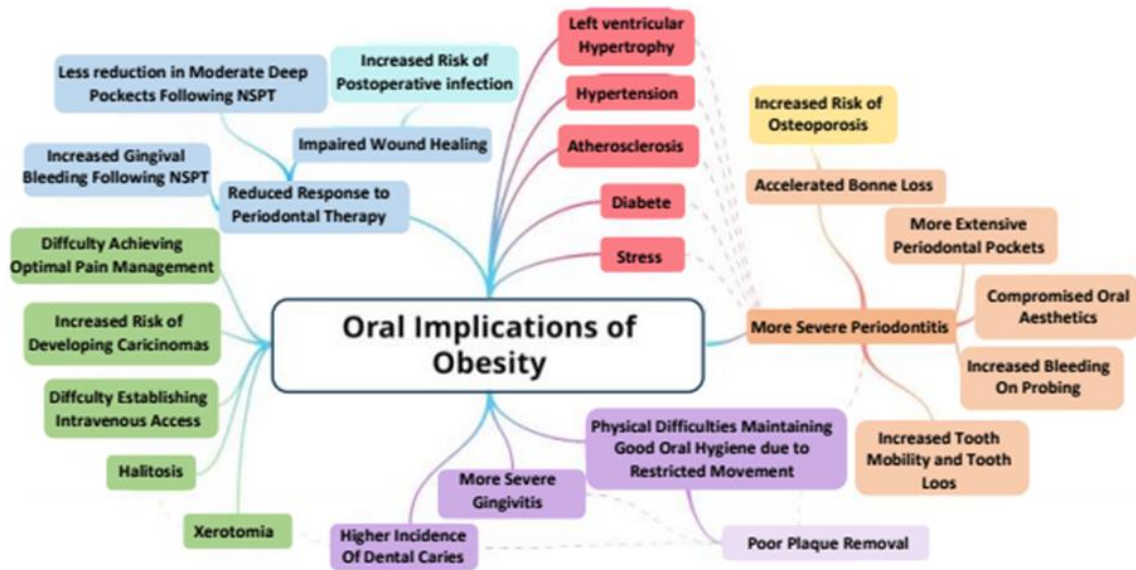 Left ventricular
Hypertrophy
Hypertension
Atherosclerosis
Diabete
Stress
Increased Risk of
Postoperative infection
Less reduction in Moderate Deep
Pockects Following NSPT
Impaired Wound Healing
Increased Gingival
Bleeding Following NSPT
Reduced Response to
Periodontal Therapy
Diffculty Achieving
Optimal Pain Management
Increased Risk of
Developing Caricinomas
Diffculty Establishing
Intravenous Access
Halitosis
Xerotomia
Oral Implications of
Obesity
Increased Risk of
Osteoporosis
Accelerated Bonne Loss
More Extensive
Periodontal Pockets
Compromised Oral
Aesthetics
More Severe Periodontitis
Increased Bleeding
On Probing
Increased Tooth
Mobility and Tooth
Loos
Physical Difficulties Maintaining
Good Oral Hygiene due to
Restricted Movement
More Severe
Gingivitis
Higher Incidence
Of Dental Caries
Poor Plaque Removal